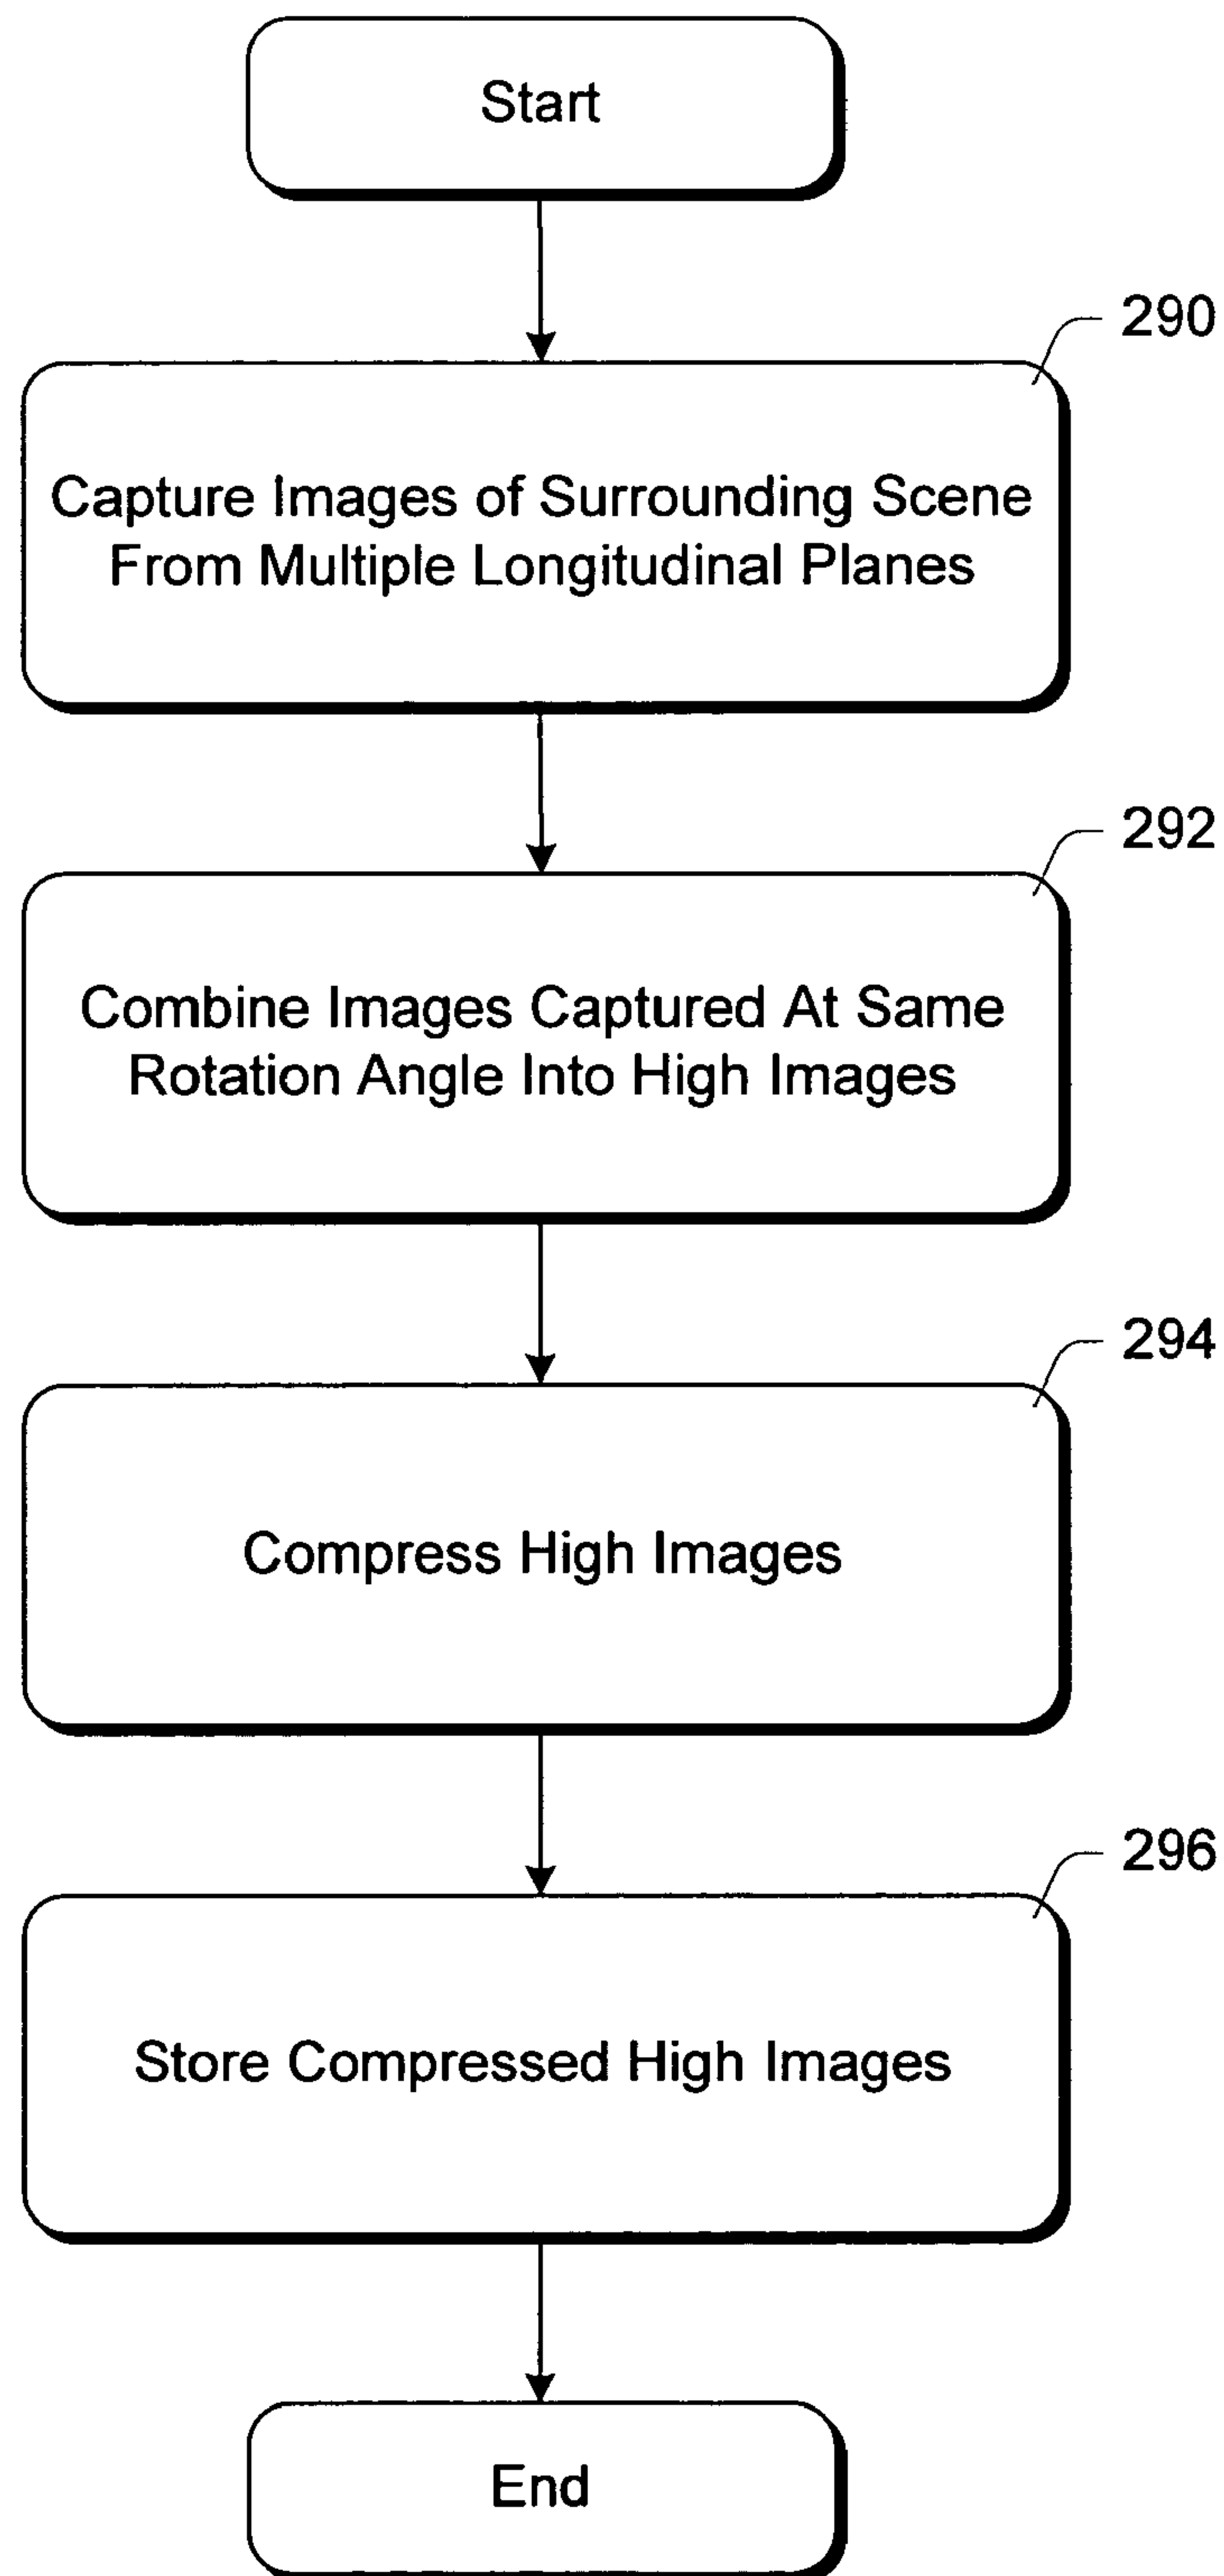 Start
290
Capture Images of Surrounding Scene
From Multiple Longitudinal Planes
292
Combine Images Captured At Same
Rotation Angle Into High Images
294
Compress High Images
296
Store Compressed High Images
End